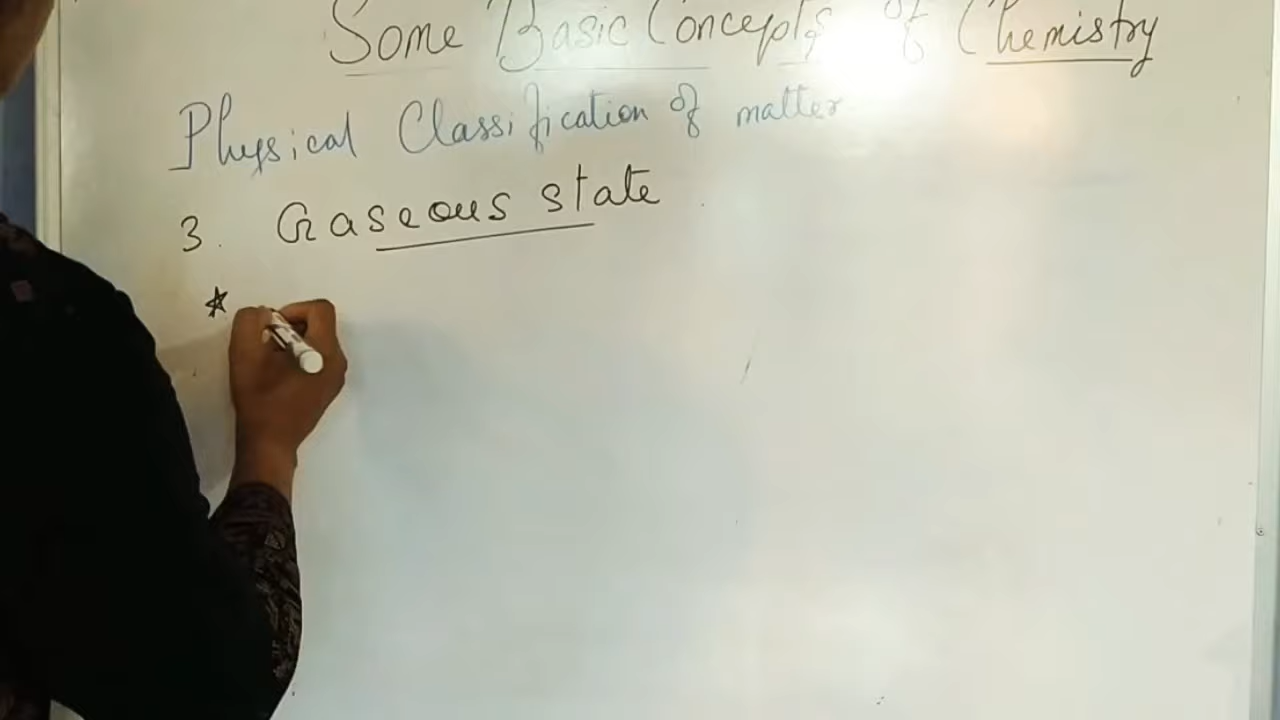 Some Basic Concepts of Chemistry
Physical Classification of matter
3. Gaseous state